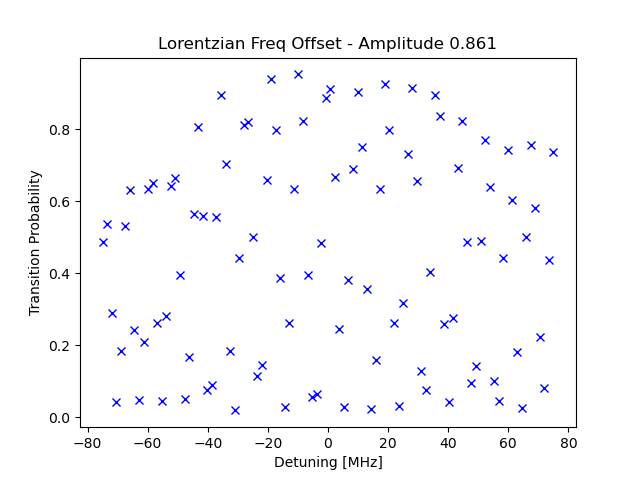 Lorentzian Freq Offset - Amplitude 0.861
0.8
0.6
0.4
0.2
0.0
Transition Probability
−80 −60 −40 −20 0 20 40 60 80
Detuning [MHz]